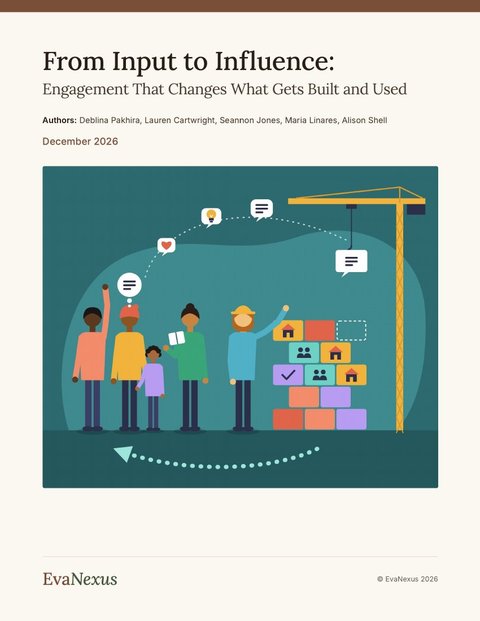 From Input to Influence:
Engagement That Changes What Gets Built and Used
Authors: Deblina Pakhira, Lauren Cartwright, Seannon Jones, Maria Linares, Alison Shell
December 2026
EvaNexus
© EvaNexus 2026